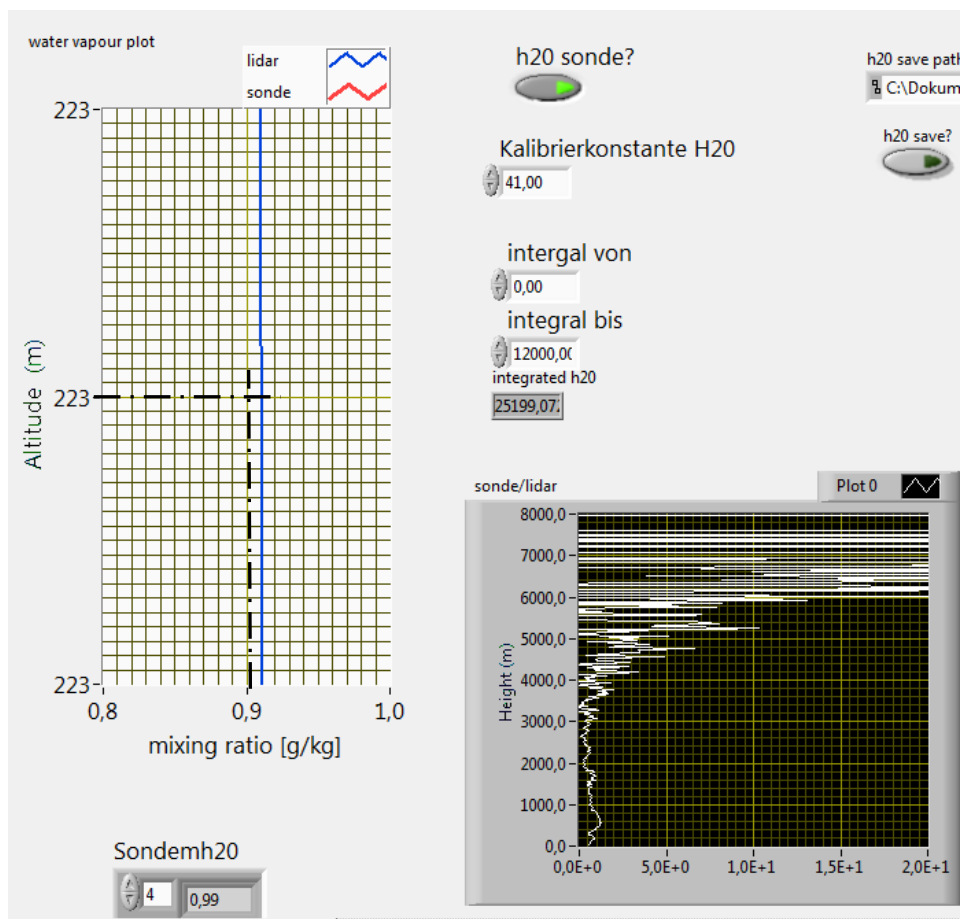 water vapour plot
lidar
sonde
223
223
223
Altitude (m)
0,8
0,9
1,0
mixing ratio [g/kg]
Sondemh20
4
0,99
h20 sonde?
Kalibrierkonstante H20
41,00
intergal von
0,00
integral bis
12000,0(
integrated h20
25199,07
h20 save path
C:\Dokum
h20 save?
sonde/lidar
Plot 0
8000,0
7000,0
6000,0
5000,0
4000,0
3000,0
2000,0
1000,0
0,0
Height (m)
0,0E+0
5,0E+0
1,0E+1
1,5E+1
2,0E+1